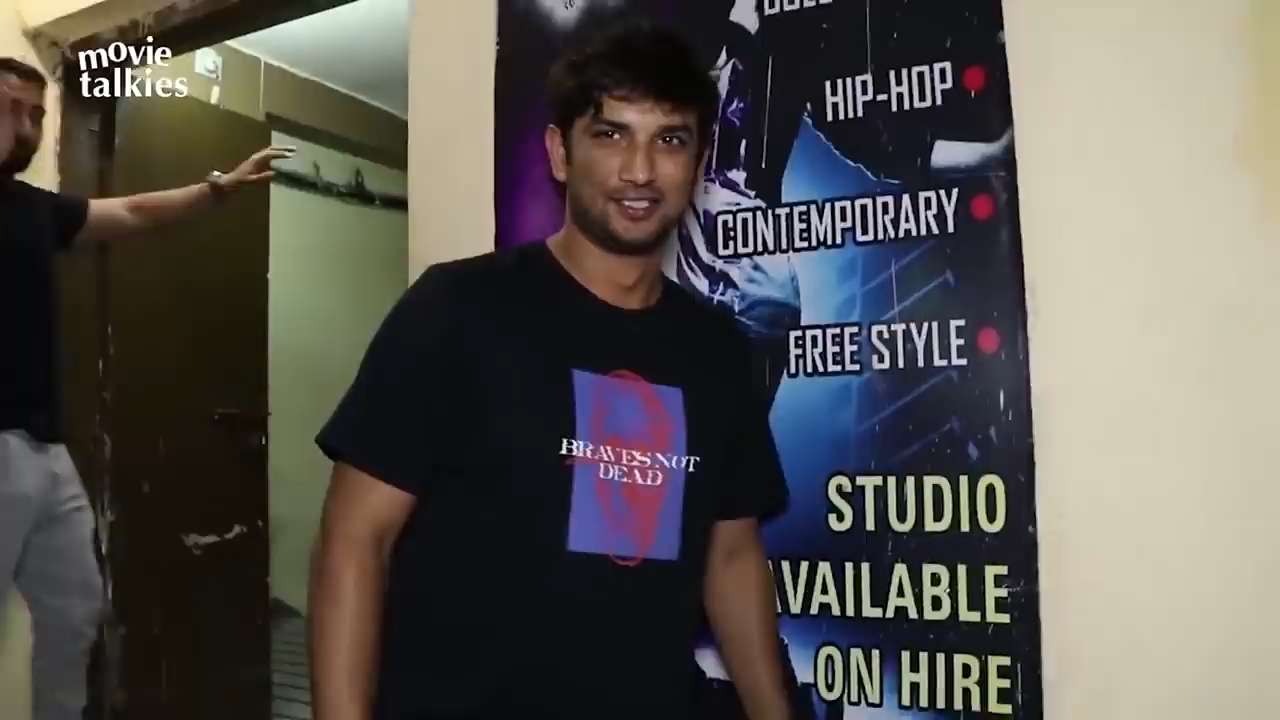 movie
talkies
HIP-HOP
CONTEMPORARY
FREE STYLE
STUDIO
AVAILABLE
ON HIRE
BRAVES NOT
DEAD